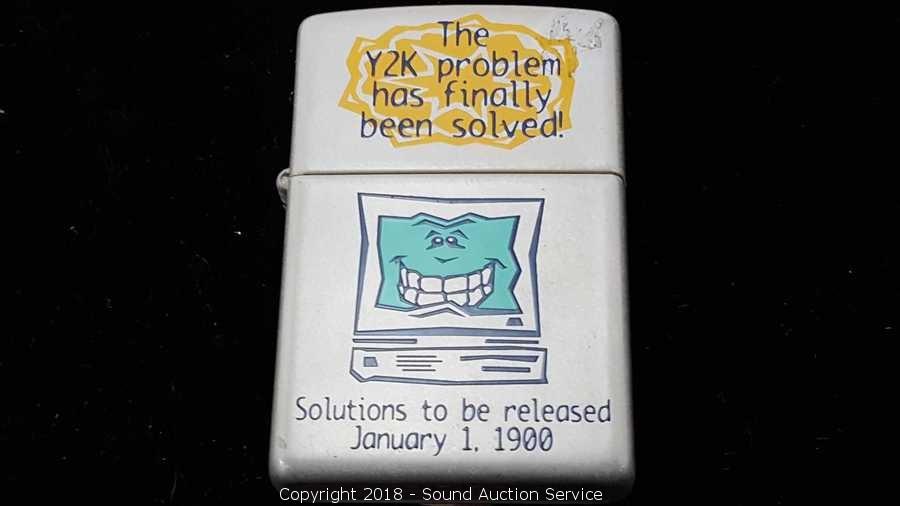 The
Y2K problem
has finally
been solved!
Solutions to be released
January 1, 1900
Copyright 2018 - Sound Auction Service